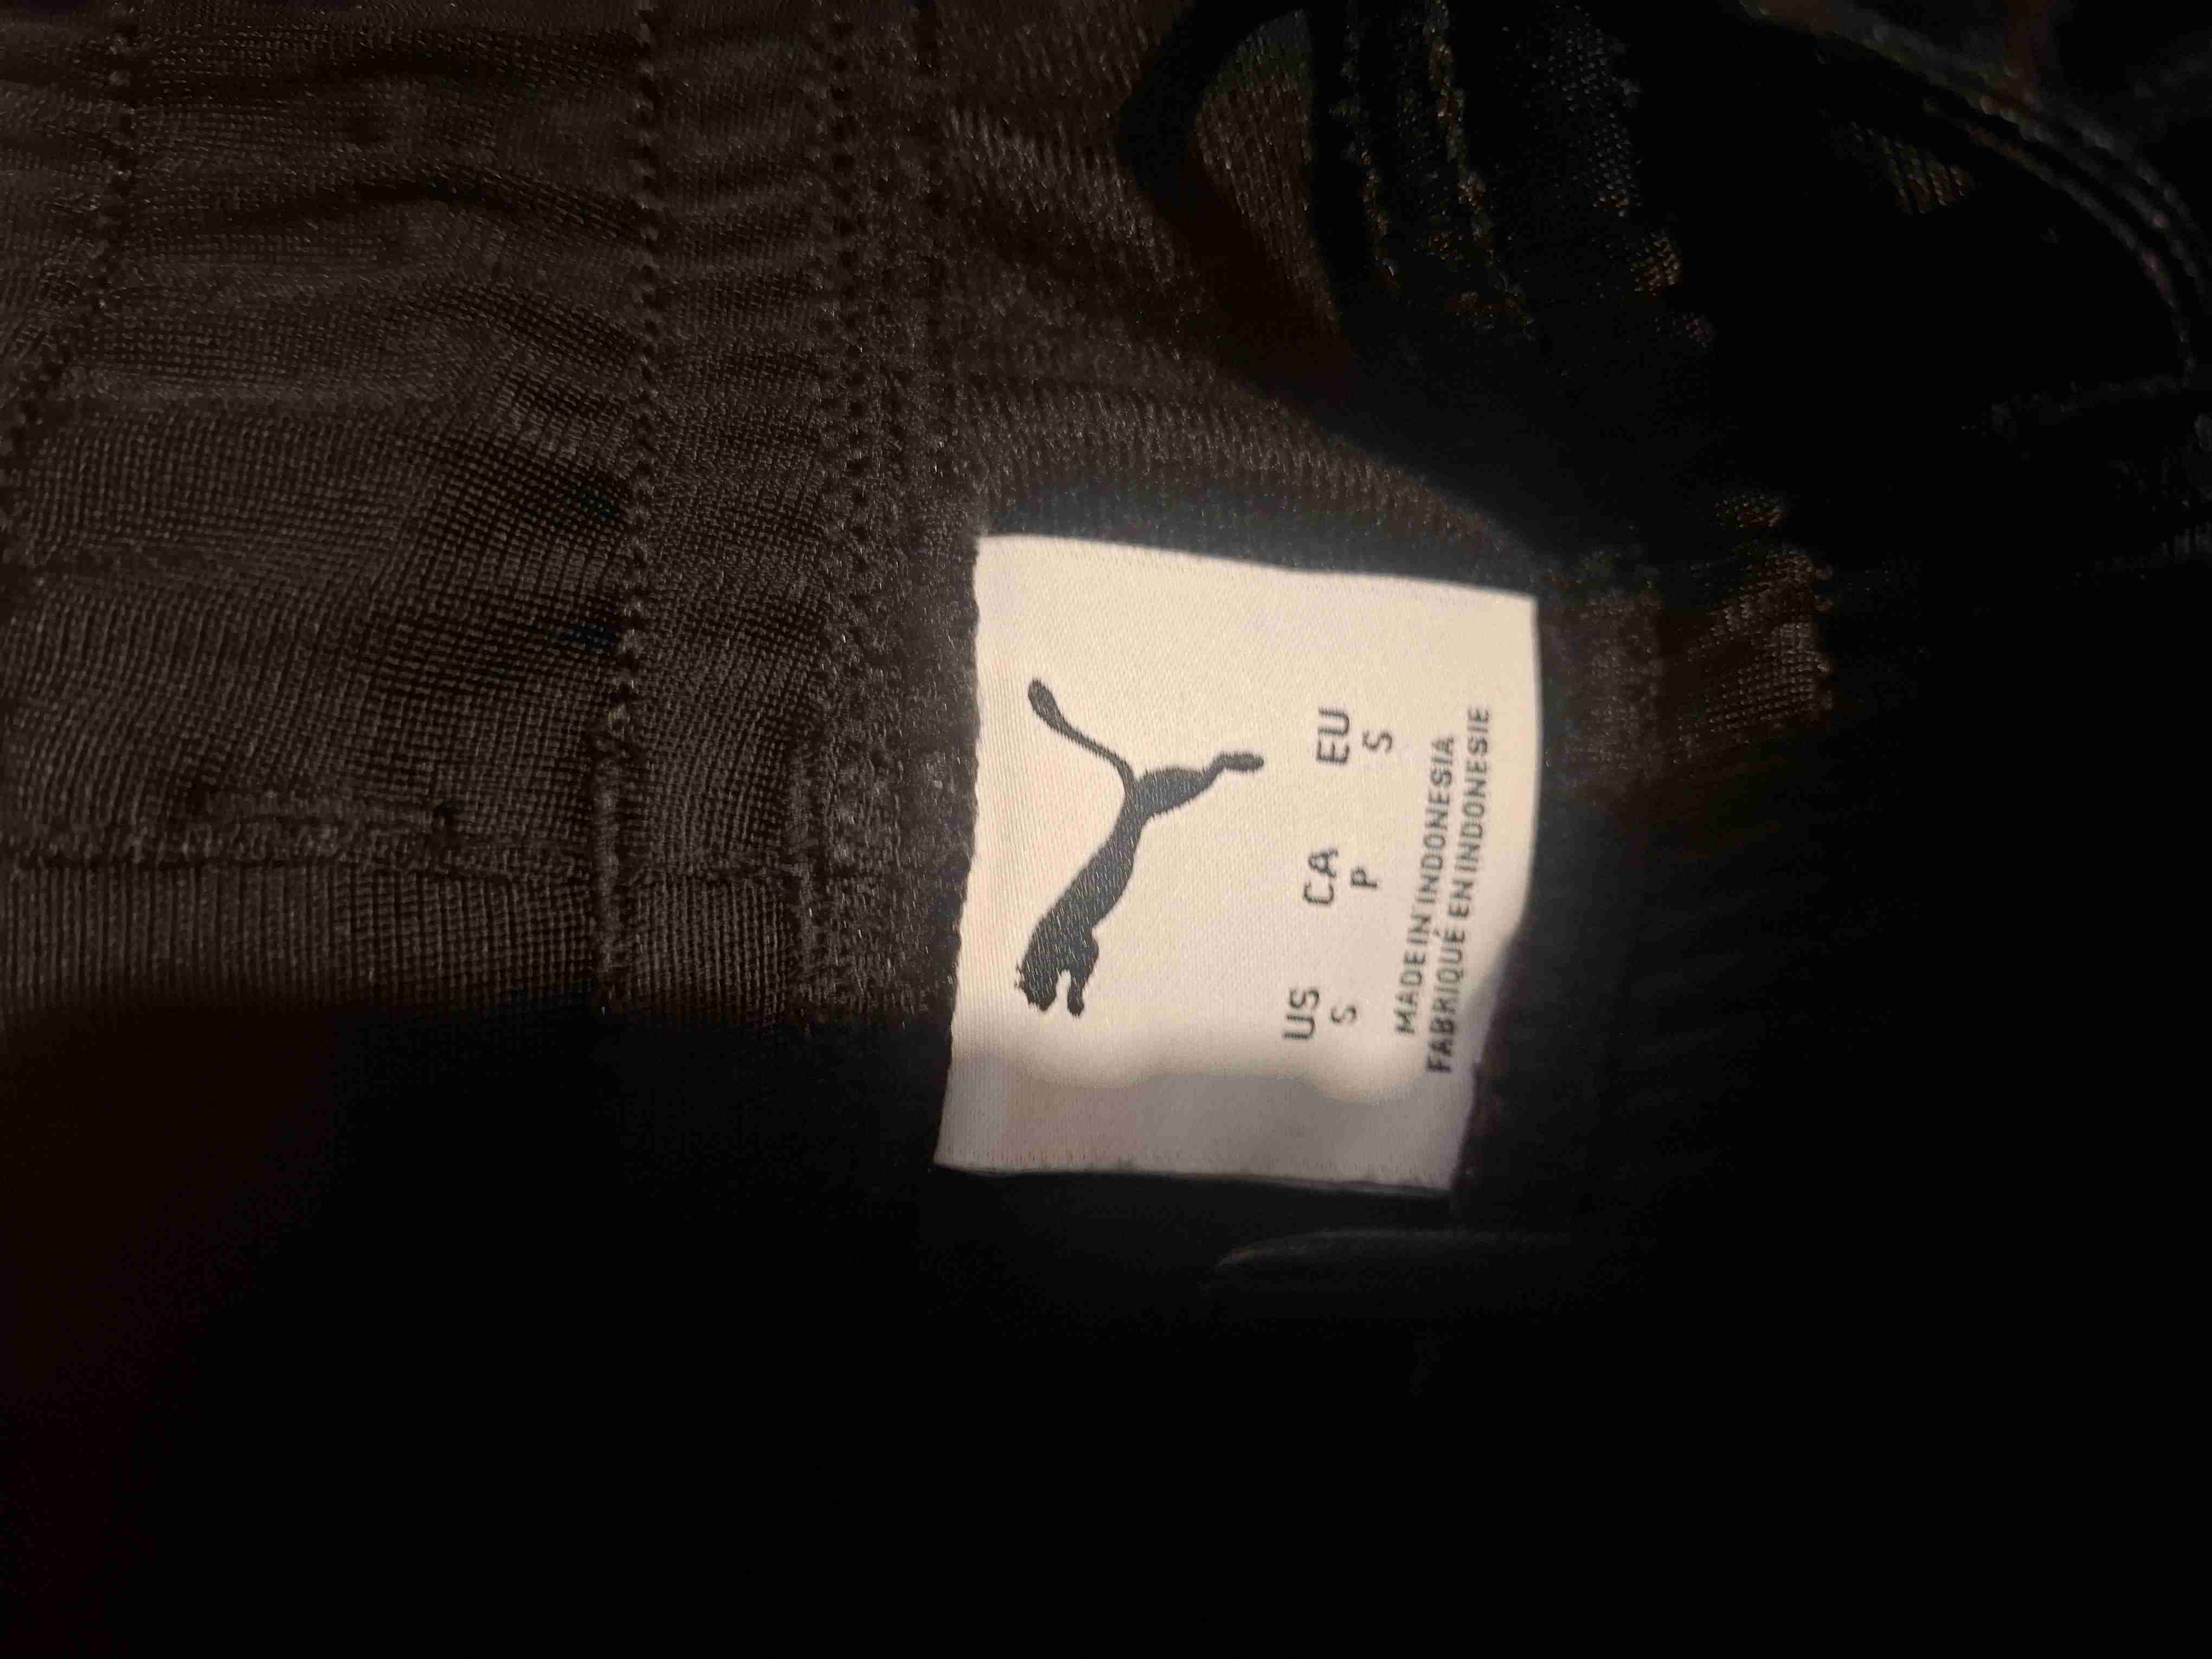 US CA EU
S P S
MADE IN INDONESIA
FABRIQUÉ EN INDONESIE